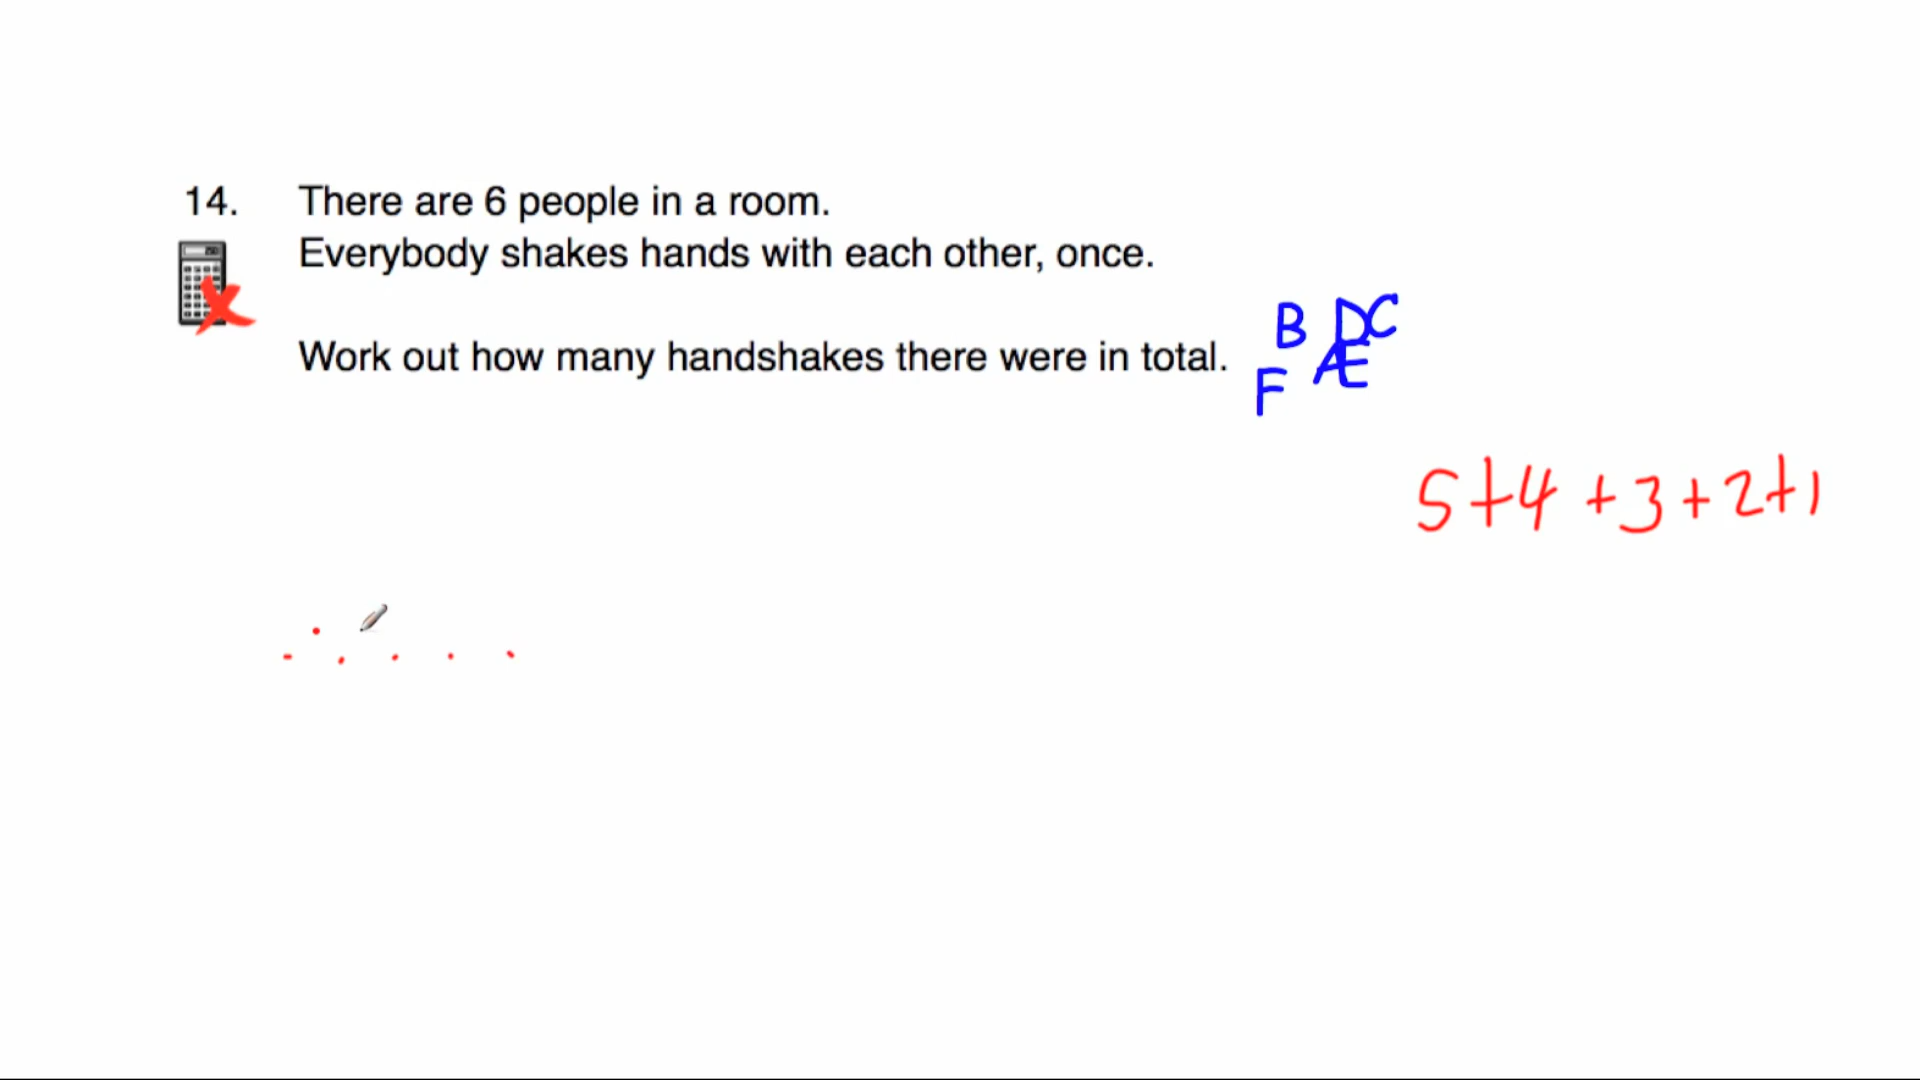 14. There are 6 people in a room.
Everybody shakes hands with each other, once.
Work out how many handshakes there were in total.
B DC
F AE
5+4+3+2+1